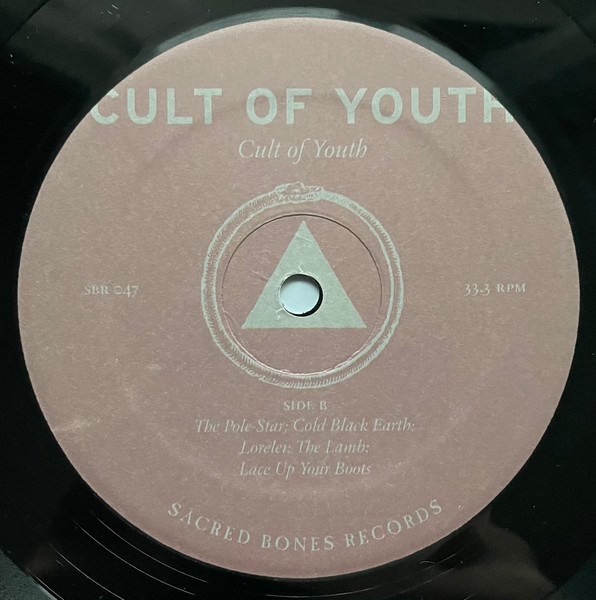 CULT OF YOUTH
Cult of Youth
SBR 047
33.3 RPM
SIDE B
The Pole-Star; Cold Black Earth;
Lorelei; The Lamb;
Lace Up Your Boots
SACRED BONES RECORDS